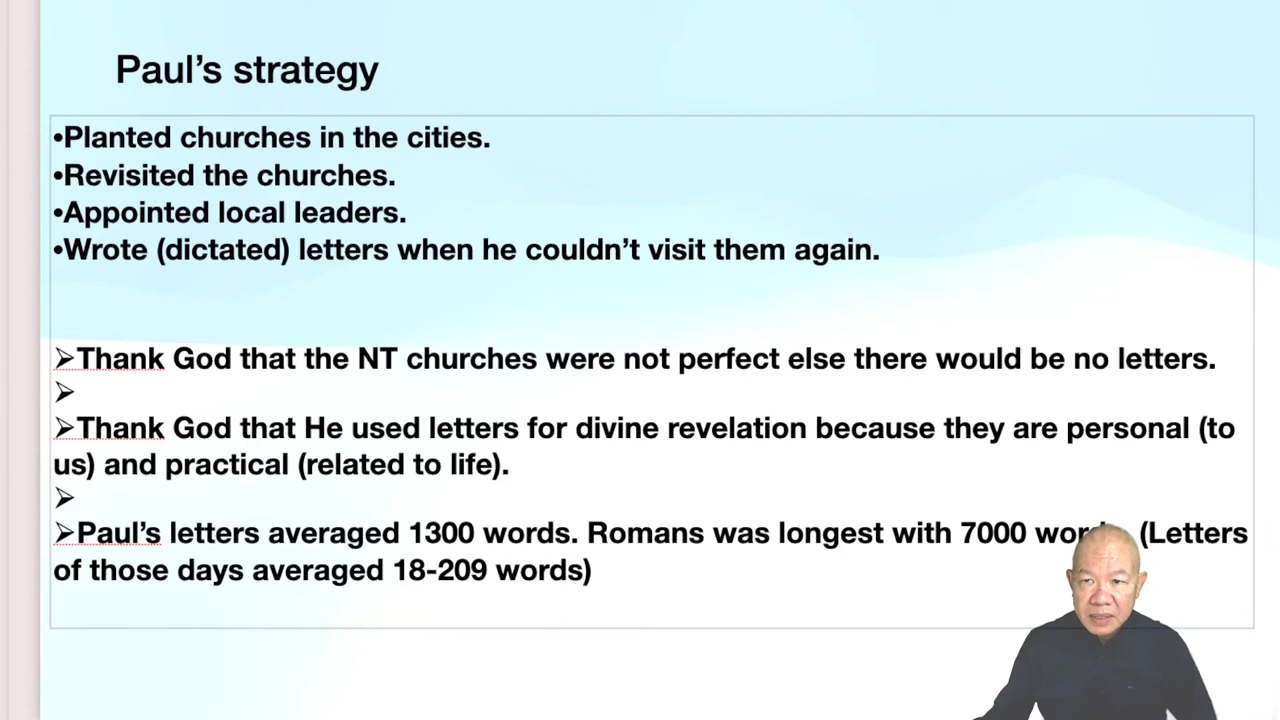 Paul’s strategy
•Planted churches in the cities.
•Revisited the churches.
•Appointed local leaders.
•Wrote (dictated) letters when he couldn’t visit them again.
➢Thank God that the NT churches were not perfect else there would be no letters.
➢
➢Thank God that He used letters for divine revelation because they are personal (to
us) and practical (related to life).
➢
➢Paul’s letters averaged 1300 words. Romans was longest with 7000 (Letters
of those days averaged 18-209 words)